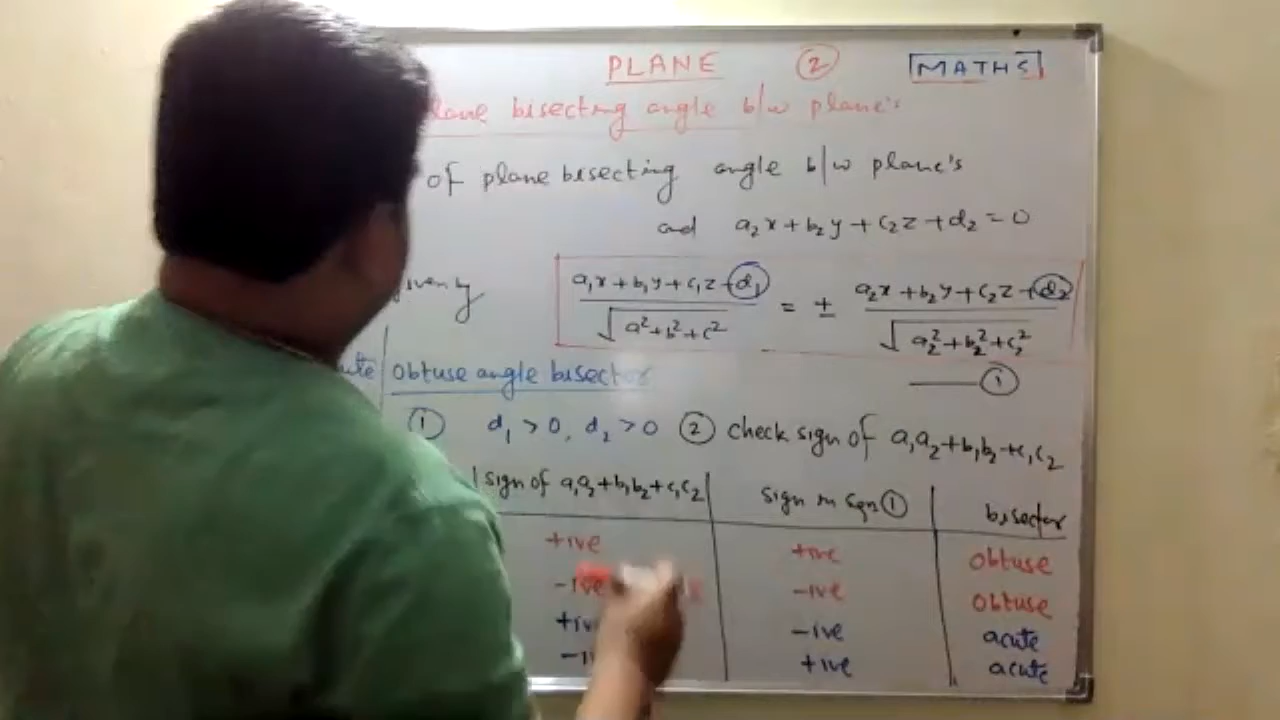 PLANE ② MATHS
lane bisecting angle b/w plane's
of plane bisecting angle b/w plane's
and a₂x + b₂y + c₂z + d₂ = 0
given by (a₁x + b₁y + c₁z + d₁) / √(a² + b² + c²) = ± (a₂x + b₂y + c₂z + d₂) / √(a₂² + b₂² + c₂²)
ute | Obtuse angle bisector ——— ①
① d₁ > 0, d₂ > 0 ② check sign of a₁a₂ + b₁b₂ + c₁c₂
sign of a₁a₂ + b₁b₂ + c₁c₂ | sign in eqn ① | bisector
+ive | +ive | obtuse
-ive | -ive | obtuse
+iv | -ive | acute
-i | +ive | acute